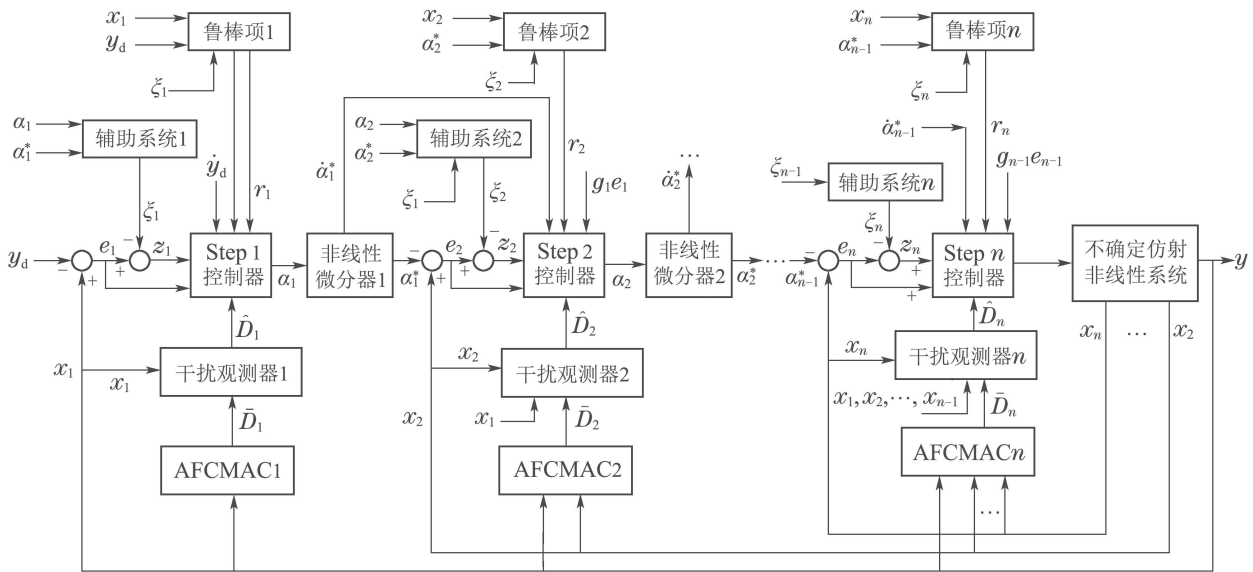 x₁
y_d
鲁棒项1
ξ₁
α₁
α₁*
辅助系统1
ẏ_d
r₁
ξ₁
y_d
−
+
e₁
+
−
z₁
Step 1
控制器
α₁
非线性
微分器1
α₁*
D̂₁
x₁
x₁
干扰观测器1
D̄₁
AFCMAC1
x₂
α₂*
鲁棒项2
ξ₂
α₂
α₂*
辅助系统2
α̇₁*
ξ₁
ξ₂
r₂
g₁e₁
−
+
e₂
+
−
z₂
Step 2
控制器
α₂
非线性
微分器2
α₂*
…
α̇₂*
D̂₂
x₂
x₂
干扰观测器2
x₁
D̄₂
AFCMAC2
xₙ
α*ₙ₋₁
鲁棒项n
ξₙ
α̇*ₙ₋₁
rₙ
gₙ₋₁eₙ₋₁
ξₙ₋₁
辅助系统n
ξₙ
…
α*ₙ₋₁
−
+
eₙ
−
zₙ
+
+
Step n
控制器
不确定仿射
非线性系统
y
xₙ … x₂
D̂ₙ
xₙ
干扰观测器n
x₁, x₂, …, xₙ₋₁
D̄ₙ
AFCMACn
…